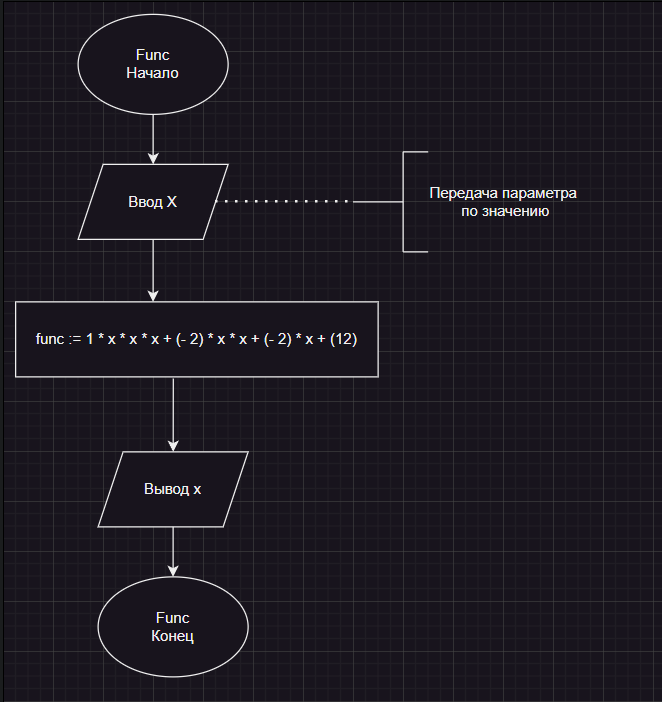 Func
Начало
Ввод X
Передача параметра
по значению
func := 1 * x * x * x + (- 2) * x * x + (- 2) * x + (12)
Вывод x
Func
Конец